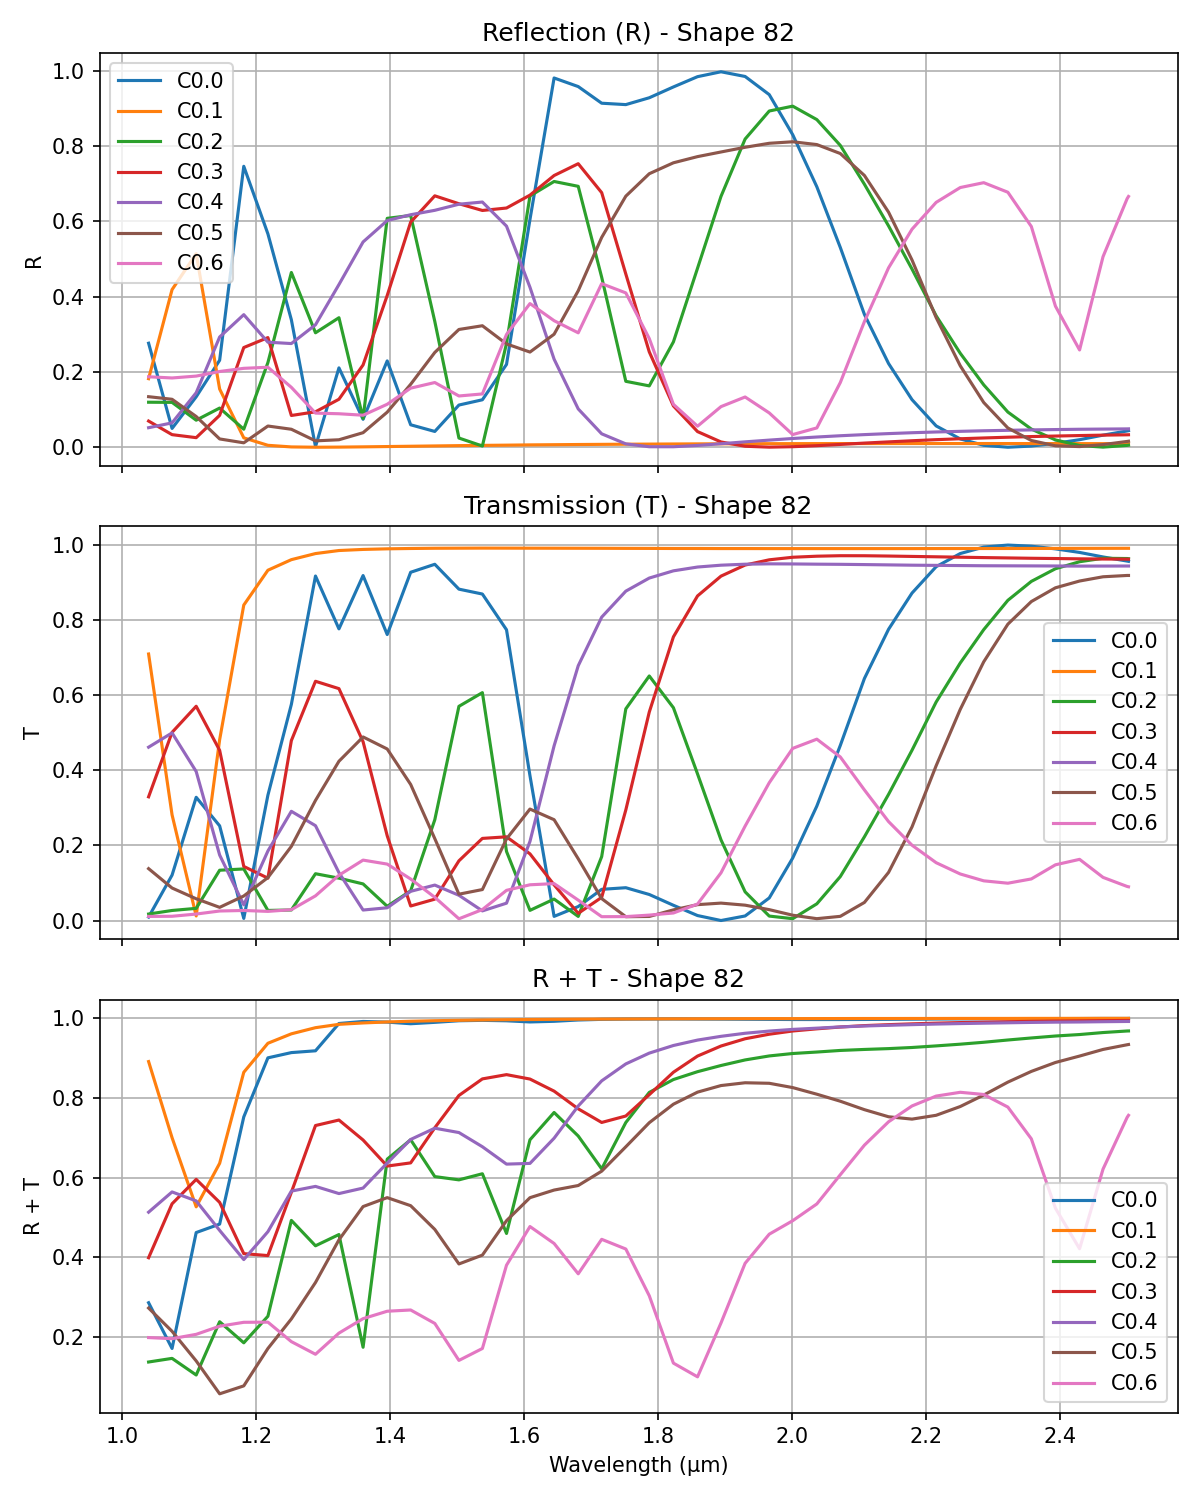 Reflection (R) - Shape 82
1.0
0.8
0.6
0.4
0.2
0.0
R
C0.0
C0.1
C0.2
C0.3
C0.4
C0.5
C0.6
Transmission (T) - Shape 82
1.0
0.8
0.6
0.4
0.2
0.0
T
C0.0
C0.1
C0.2
C0.3
C0.4
C0.5
C0.6
R + T - Shape 82
1.0
0.8
0.6
0.4
0.2
R + T
C0.0
C0.1
C0.2
C0.3
C0.4
C0.5
C0.6
1.0 1.2 1.4 1.6 1.8 2.0 2.2 2.4
Wavelength (µm)